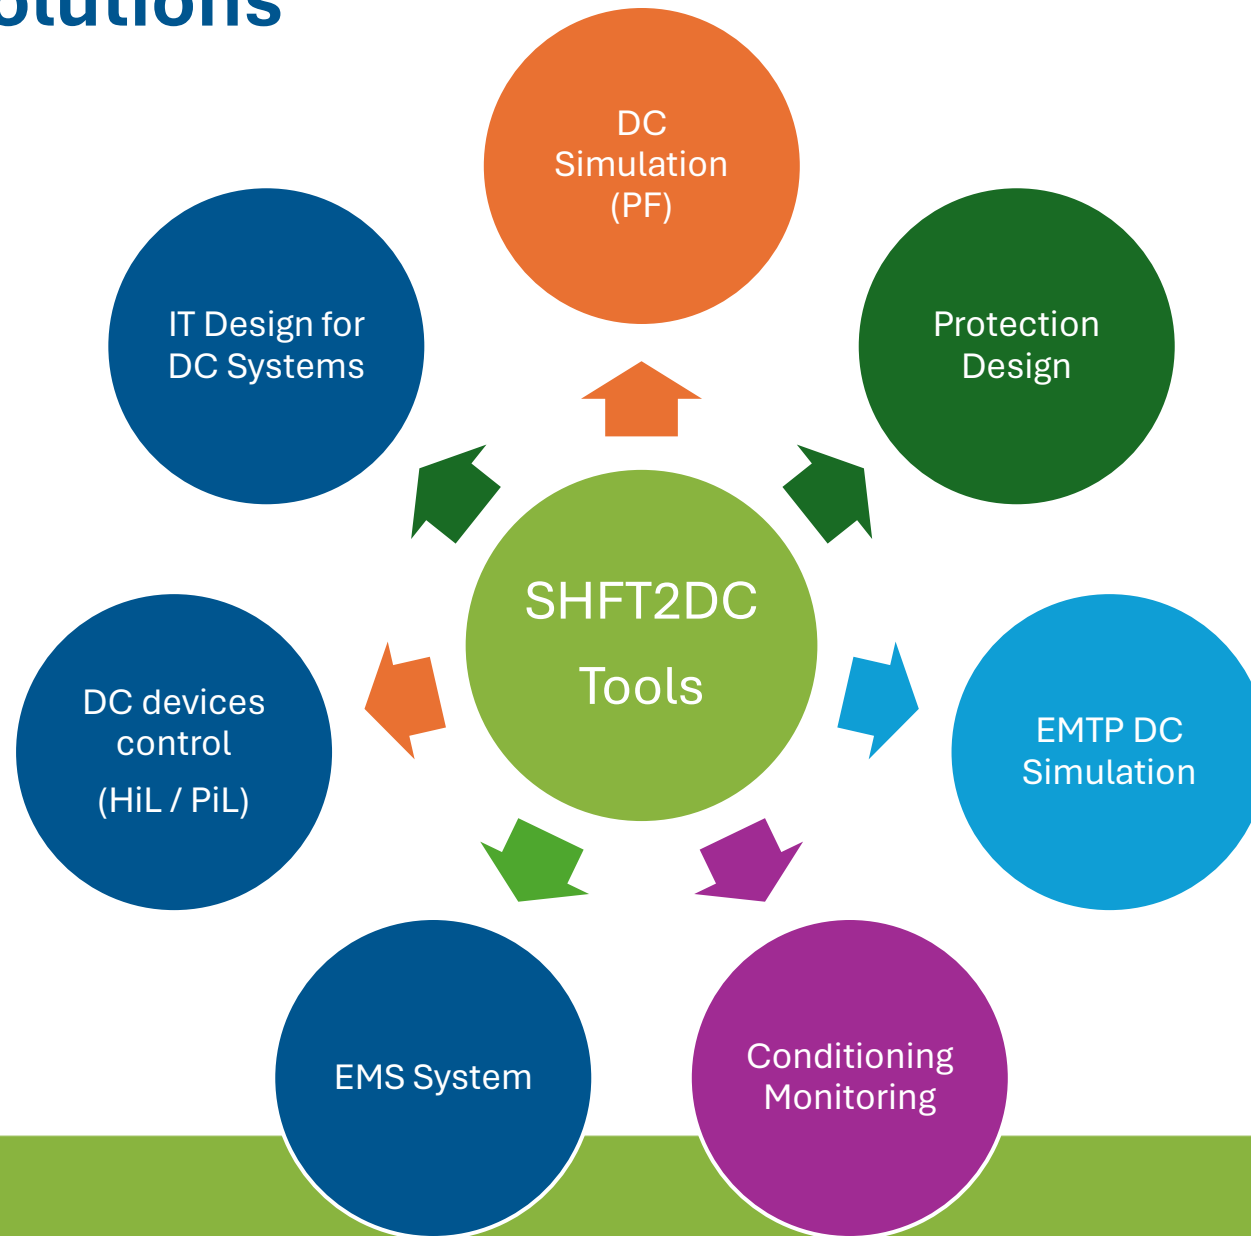 olutions
DC
Simulation
(PF)
IT Design for
DC Systems
Protection
Design
SHFT2DC
Tools
DC devices
control
(HiL / PiL)
EMTP DC
Simulation
EMS System
Conditioning
Monitoring